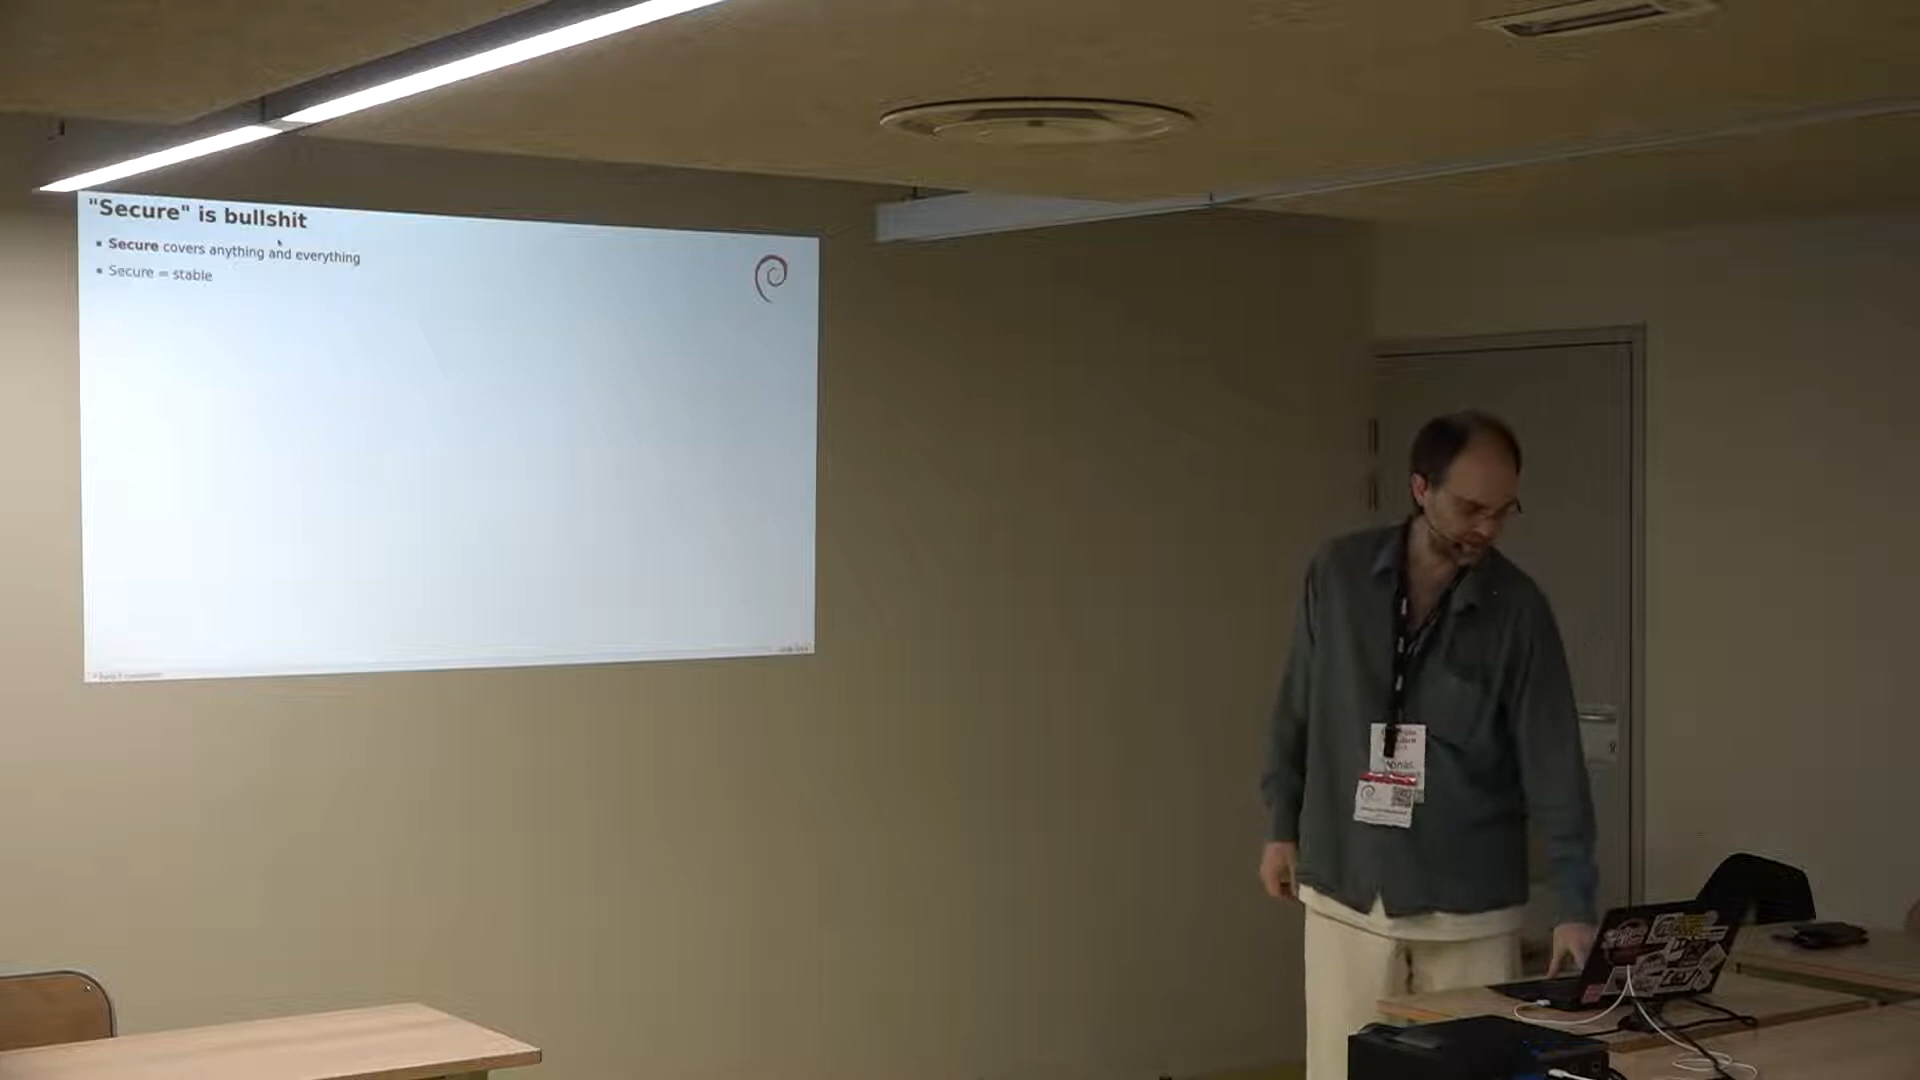 "Secure" is bullshit
Secure covers anything and everything
Secure = stable